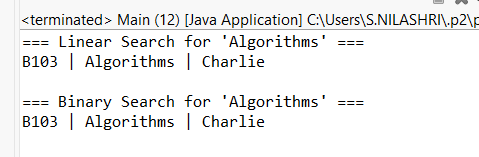 <terminated> Main (12) [Java Application] C:\Users\S.NILASHRI\.p2\p
=== Linear Search for 'Algorithms' ===
B103 | Algorithms | Charlie
=== Binary Search for 'Algorithms' ===
B103 | Algorithms | Charlie